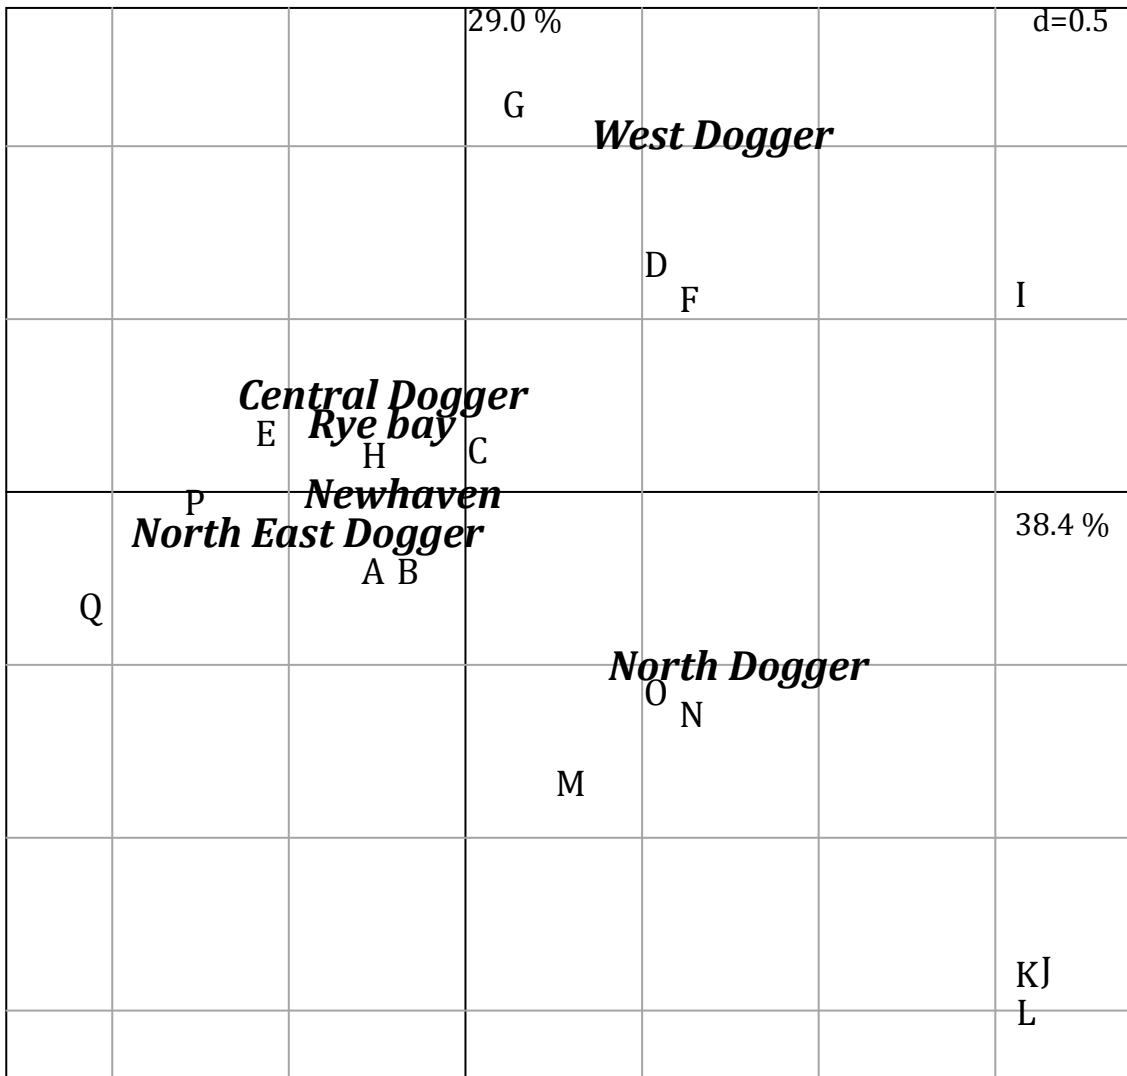 29.0 % d=0.5
G
West Dogger
D
F I
Central Dogger
Rye bay
E H C
P Newhaven
38.4 %
North East Dogger
A B
Q
North Dogger
O
N
M
K J
L